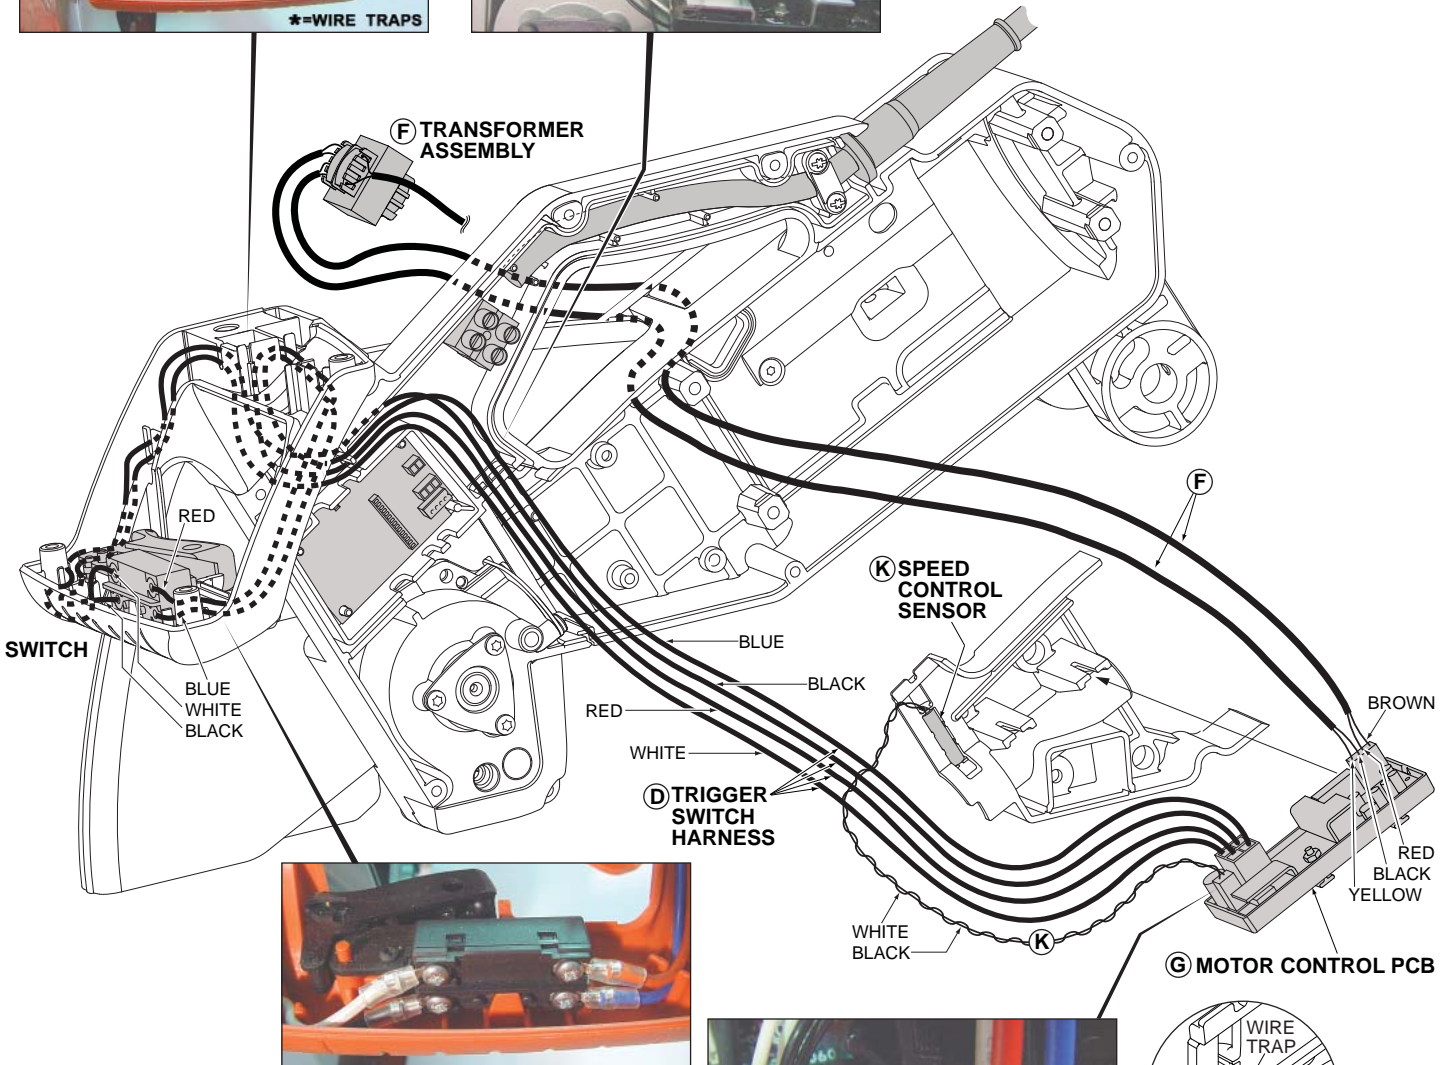 *=WIRE TRAPS
F TRANSFORMER
ASSEMBLY
RED
SWITCH
BLUE
WHITE
BLACK
F
K SPEED
CONTROL
SENSOR
BLUE
BLACK
RED
WHITE
D TRIGGER
SWITCH
HARNESS
BROWN
RED
BLACK
YELLOW
WHITE
BLACK
K
G MOTOR CONTROL PCB
WIRE
TRAP